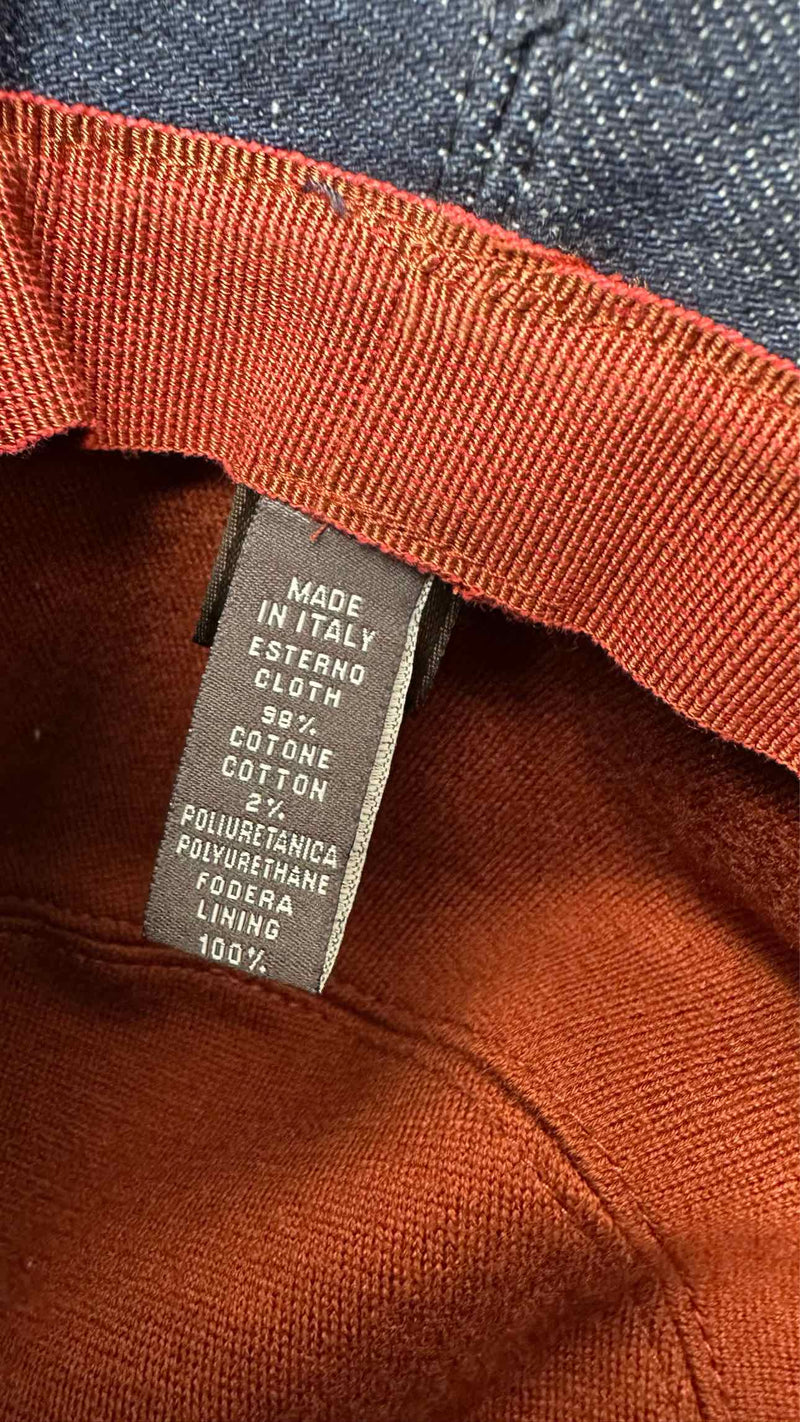 MADE
IN ITALY
ESTERNO
CLOTH
98%
COTONE
COTTON
2%
POLIURETANICA
POLYURETHANE
FODERA
LINING
100%